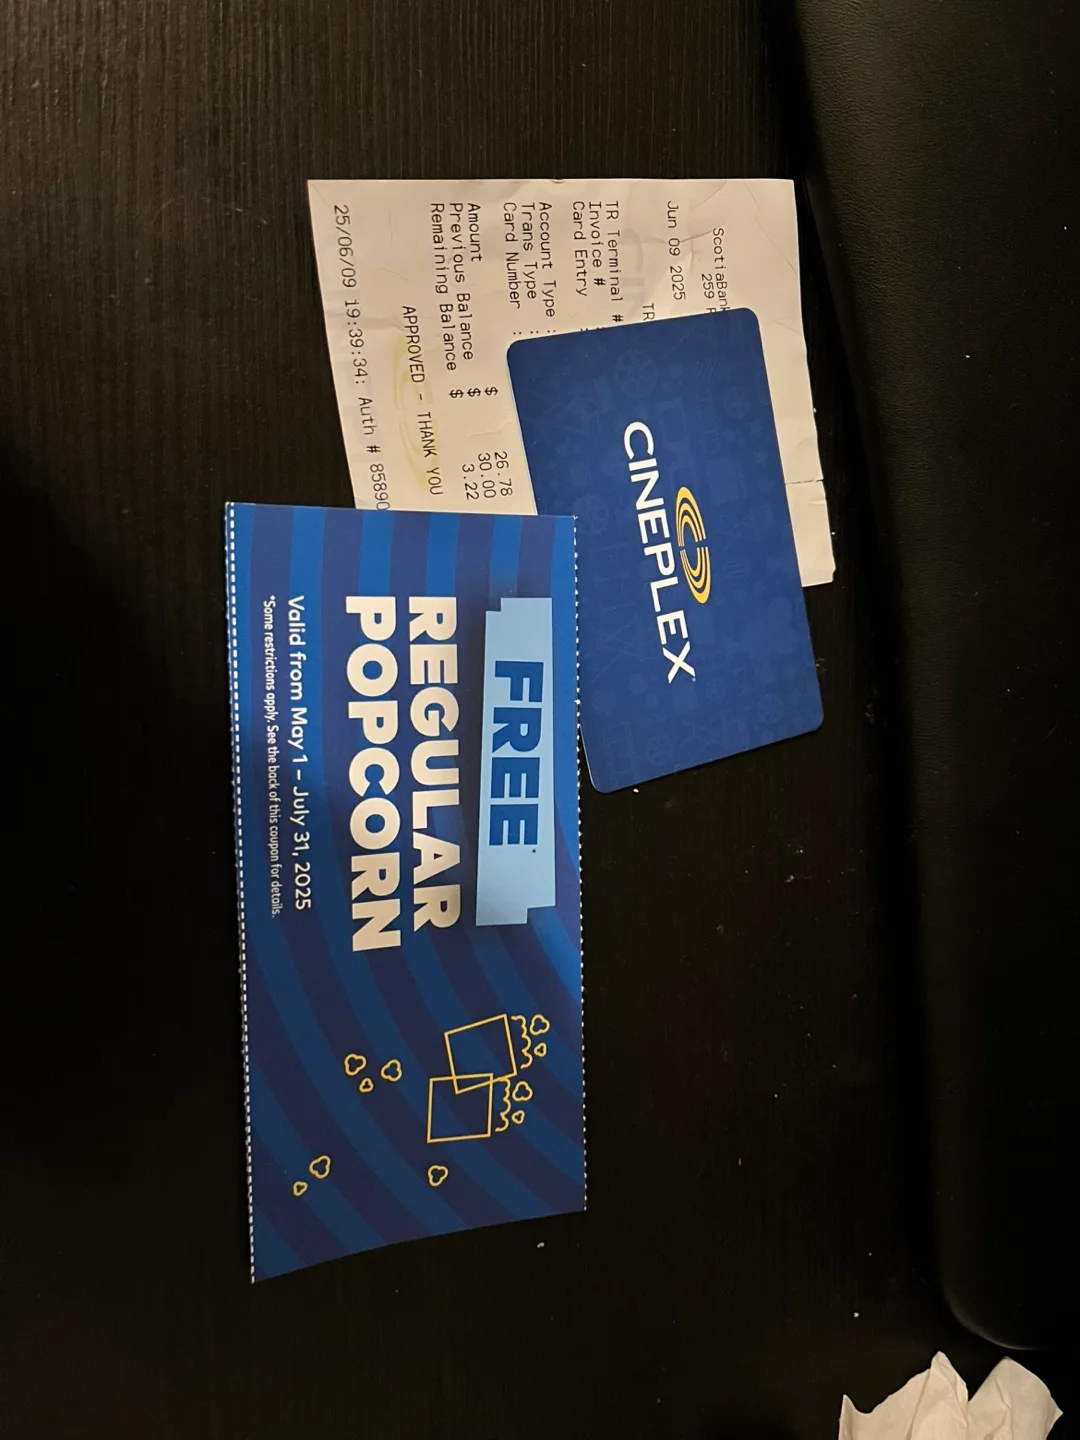 ScotiaBank
259
Jun 09 2025
TR
TR Terminal #
Invoice #
Card Entry :
Account Type :
Trans Type :
Card Number :
Amount $ 26.78
Previous Balance $ 30.00
Remaining Balance $ 3.22
APPROVED - THANK YOU
25/06/09 19:39:34: Auth # 85890
CINEPLEX
FREE*
REGULAR
POPCORN
Valid from May 1 – July 31, 2025
*Some restrictions apply. See the back of this coupon for details.